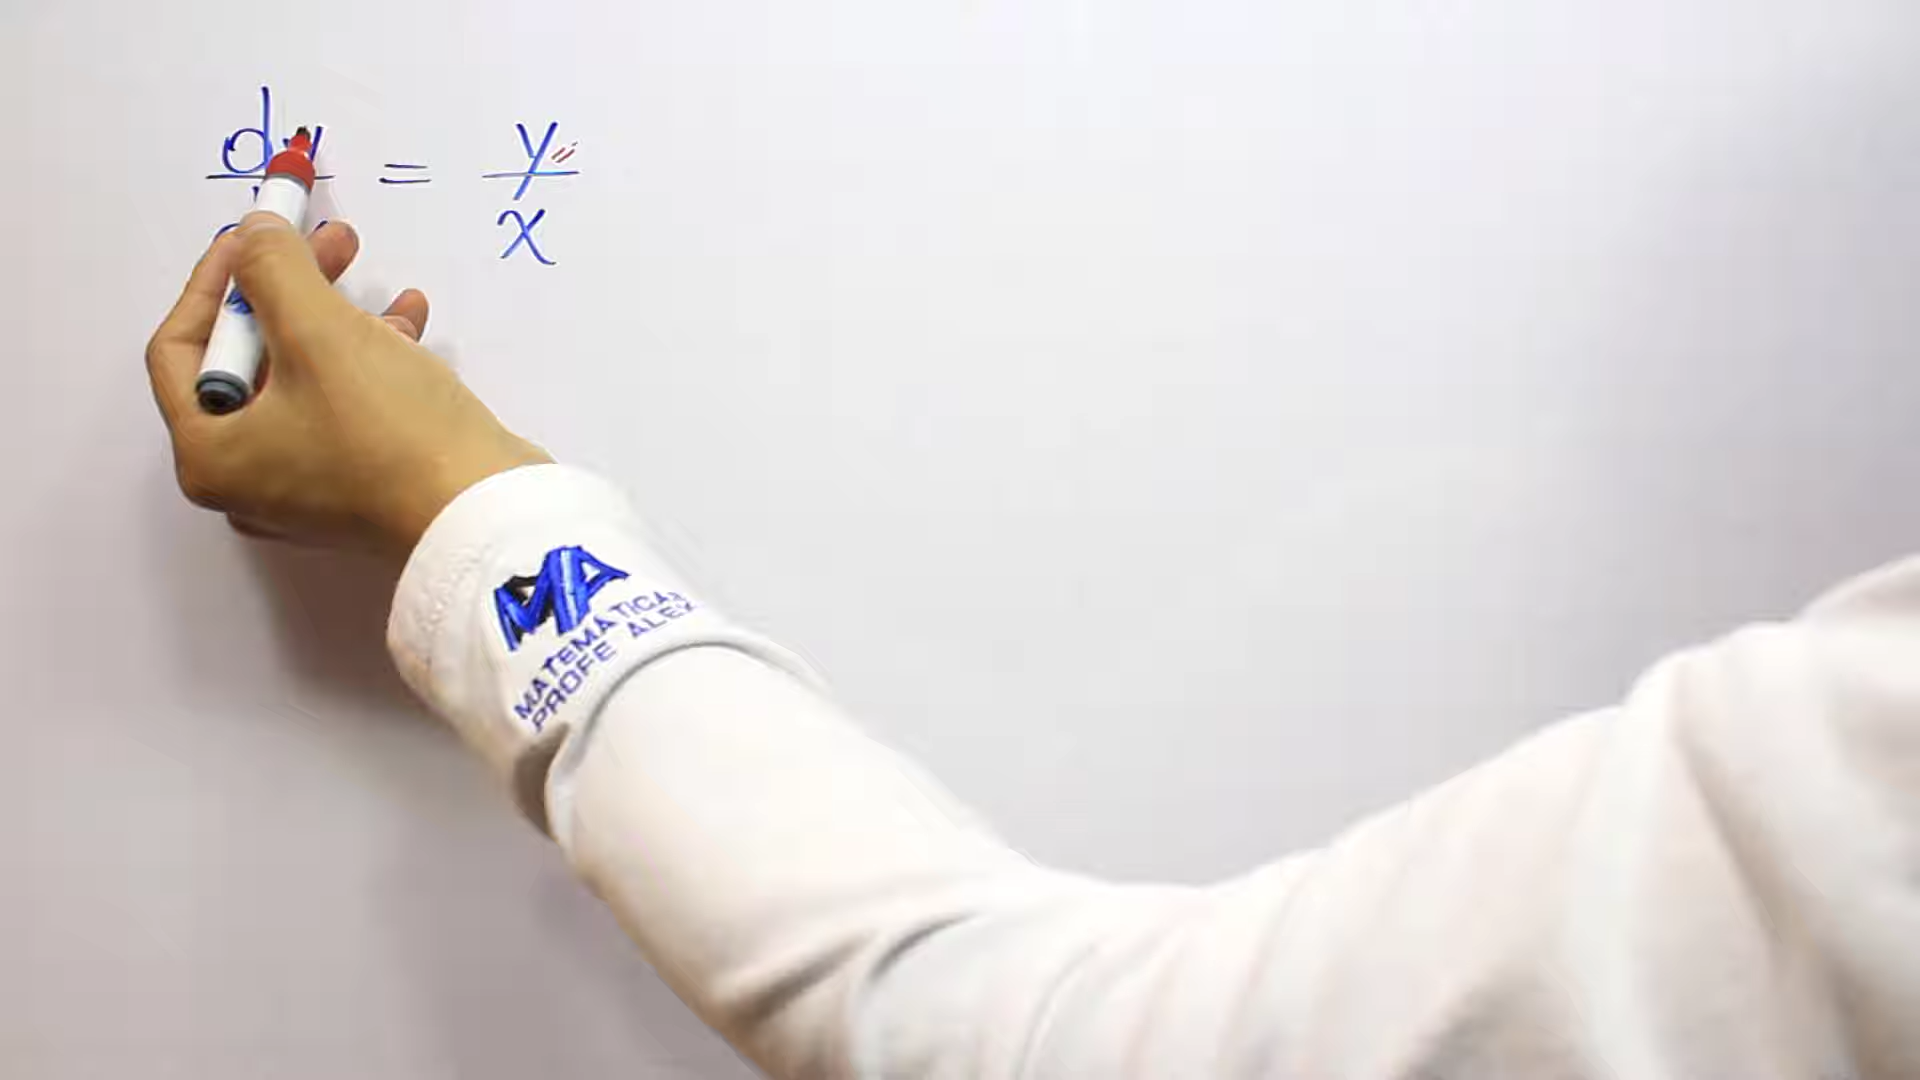 dy/dx = y/x
MATEMÁTICAS
PROFE ALEX